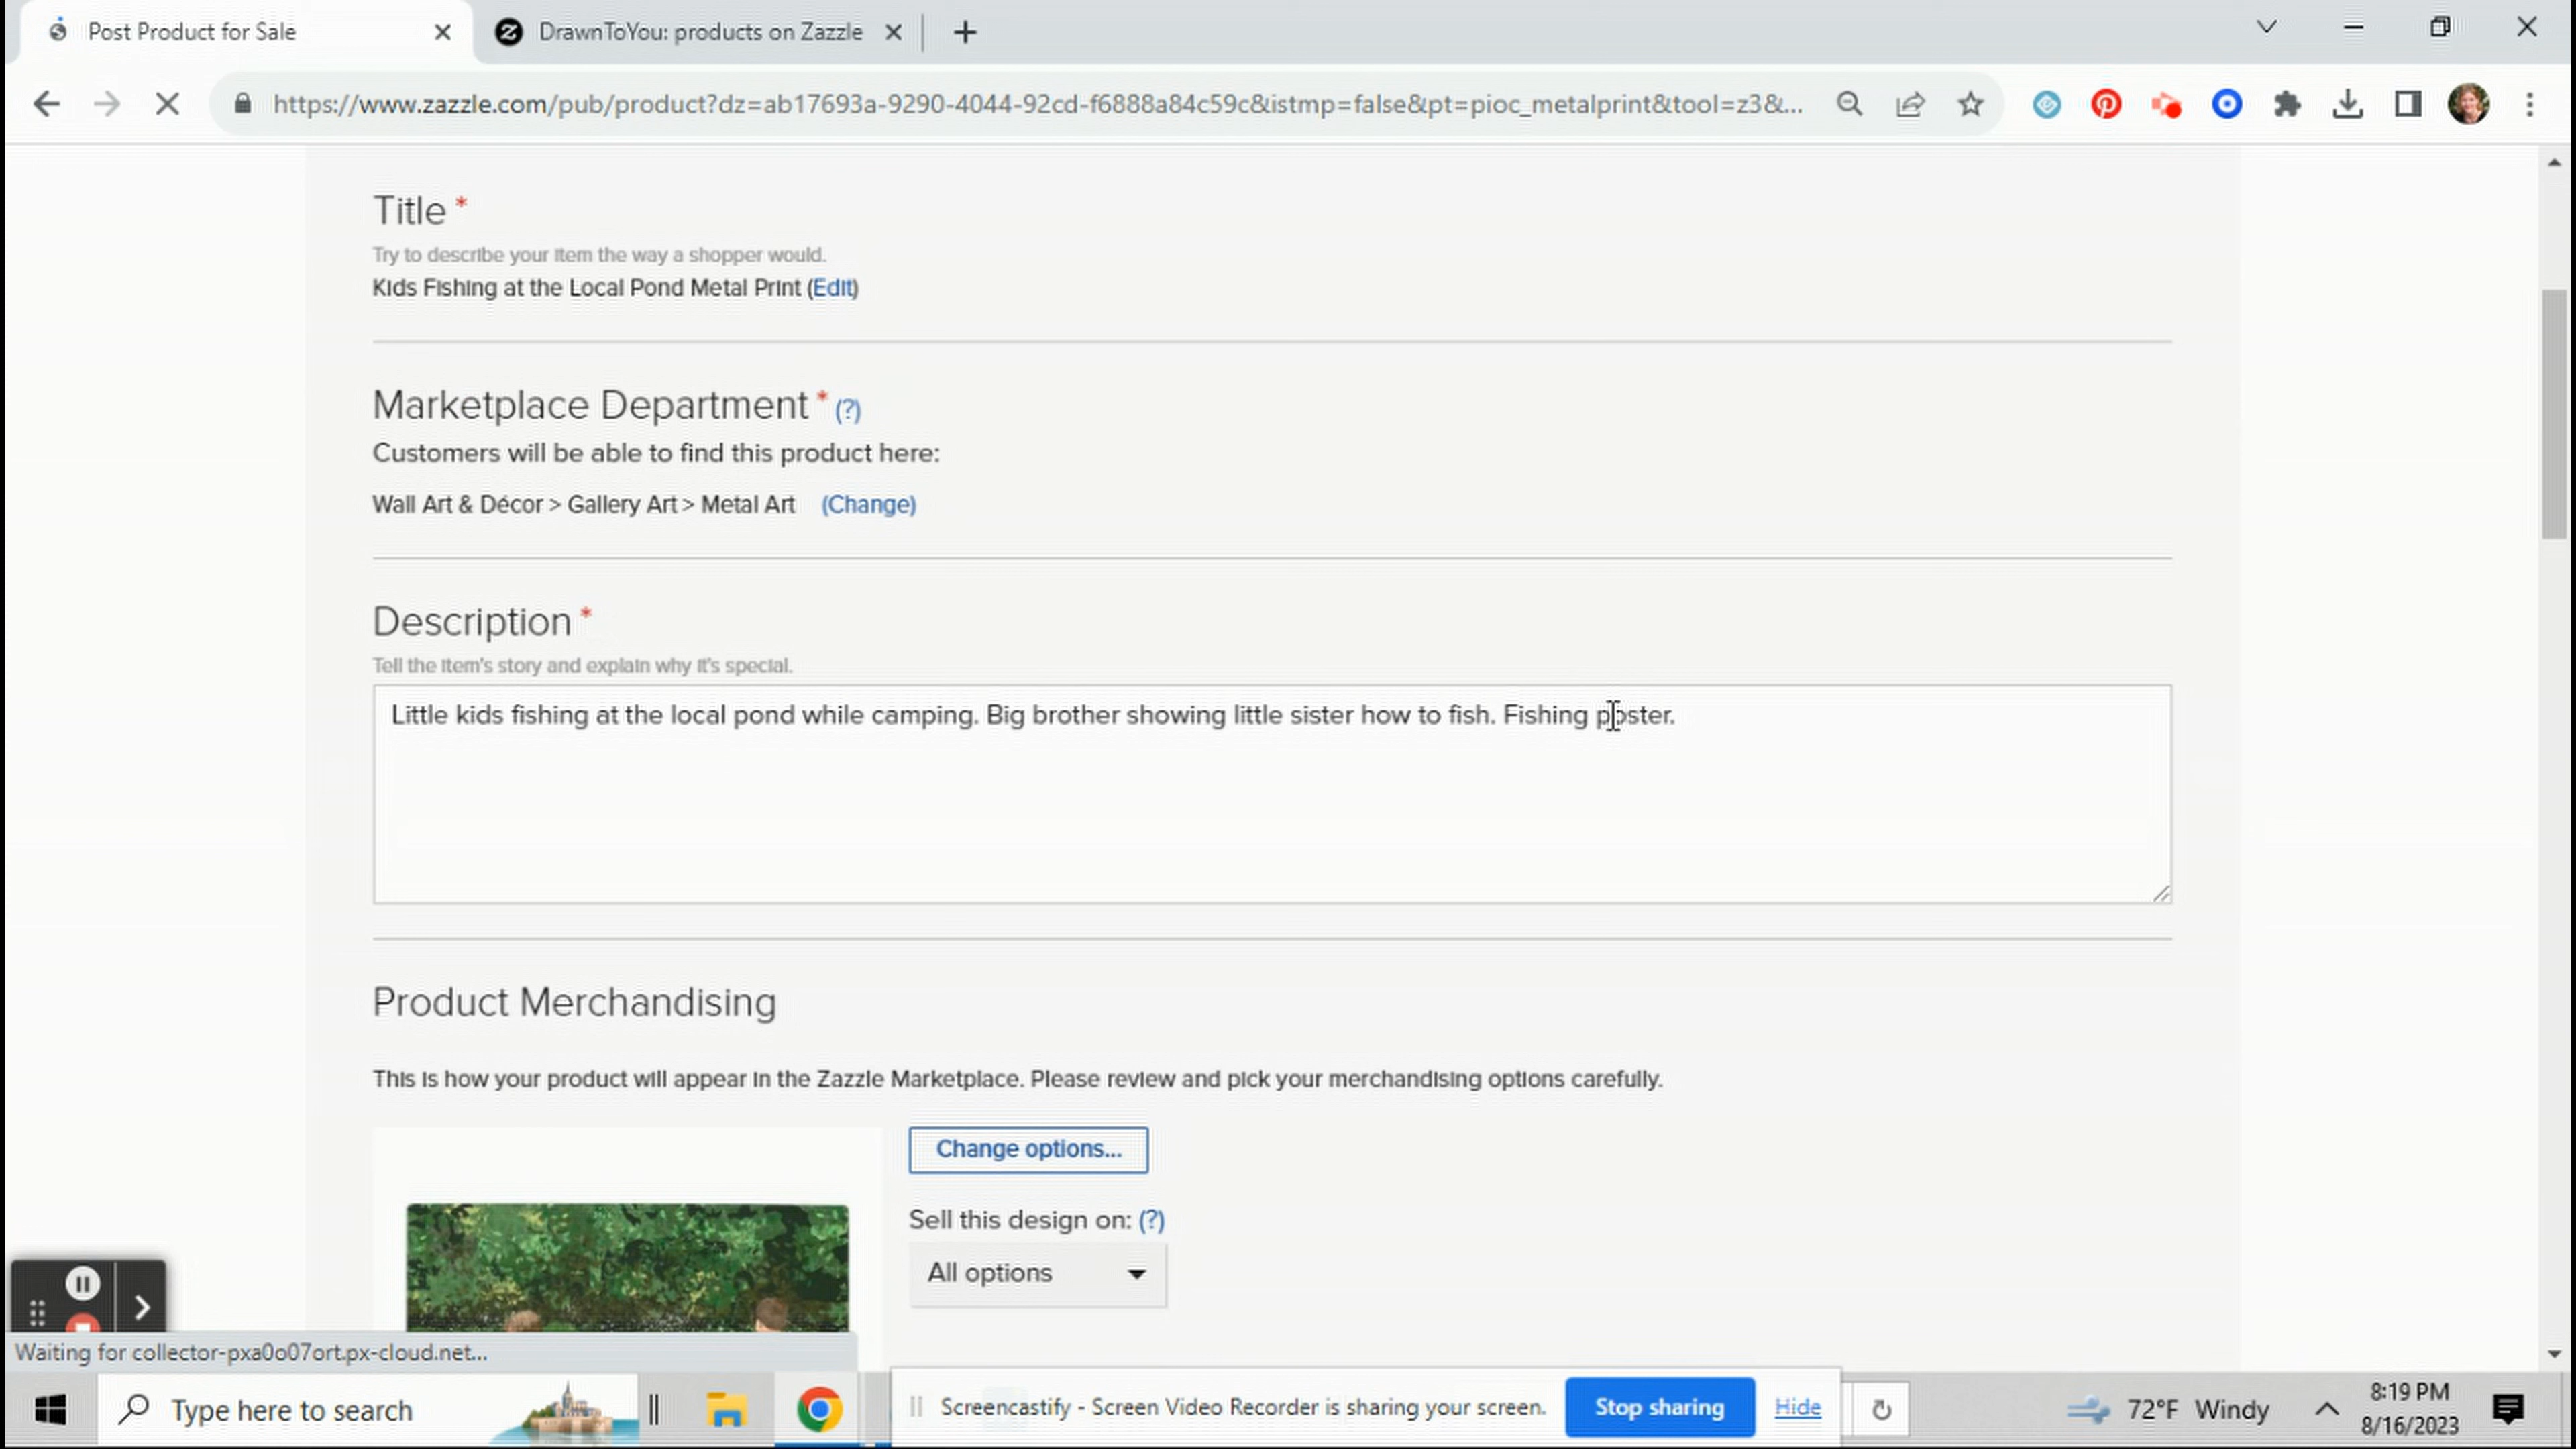 Post Product for Sale
DrawnToYou: products on Zazzle
https://www.zazzle.com/pub/product?dz=ab17693a-9290-4044-92cd-f6888a84c59c&istmp=false&pt=pioc_metalprint&tool=z3&...
Title *
Try to describe your item the way a shopper would.
Kids Fishing at the Local Pond Metal Print (Edit)
Marketplace Department * (?)
Customers will be able to find this product here:
Wall Art & Décor > Gallery Art > Metal Art (Change)
Description *
Tell the item's story and explain why it's special.
Little kids fishing at the local pond while camping. Big brother showing little sister how to fish. Fishing poster.
Product Merchandising
This is how your product will appear in the Zazzle Marketplace. Please review and pick your merchandising options carefully.
Change options...
Sell this design on: (?)
All options
Waiting for collector-pxa0o07ort.px-cloud.net...
Type here to search
Screencastify - Screen Video Recorder is sharing your screen.
Stop sharing
Hide
72°F Windy
8:19 PM
8/16/2023